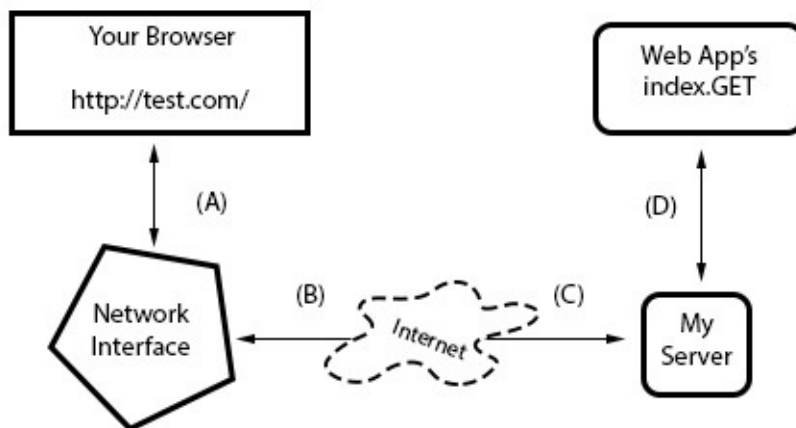 Your Browser
http://test.com/
Web App's
index.GET
(A)
(D)
Network
Interface
(B)
Internet
(C)
My
Server